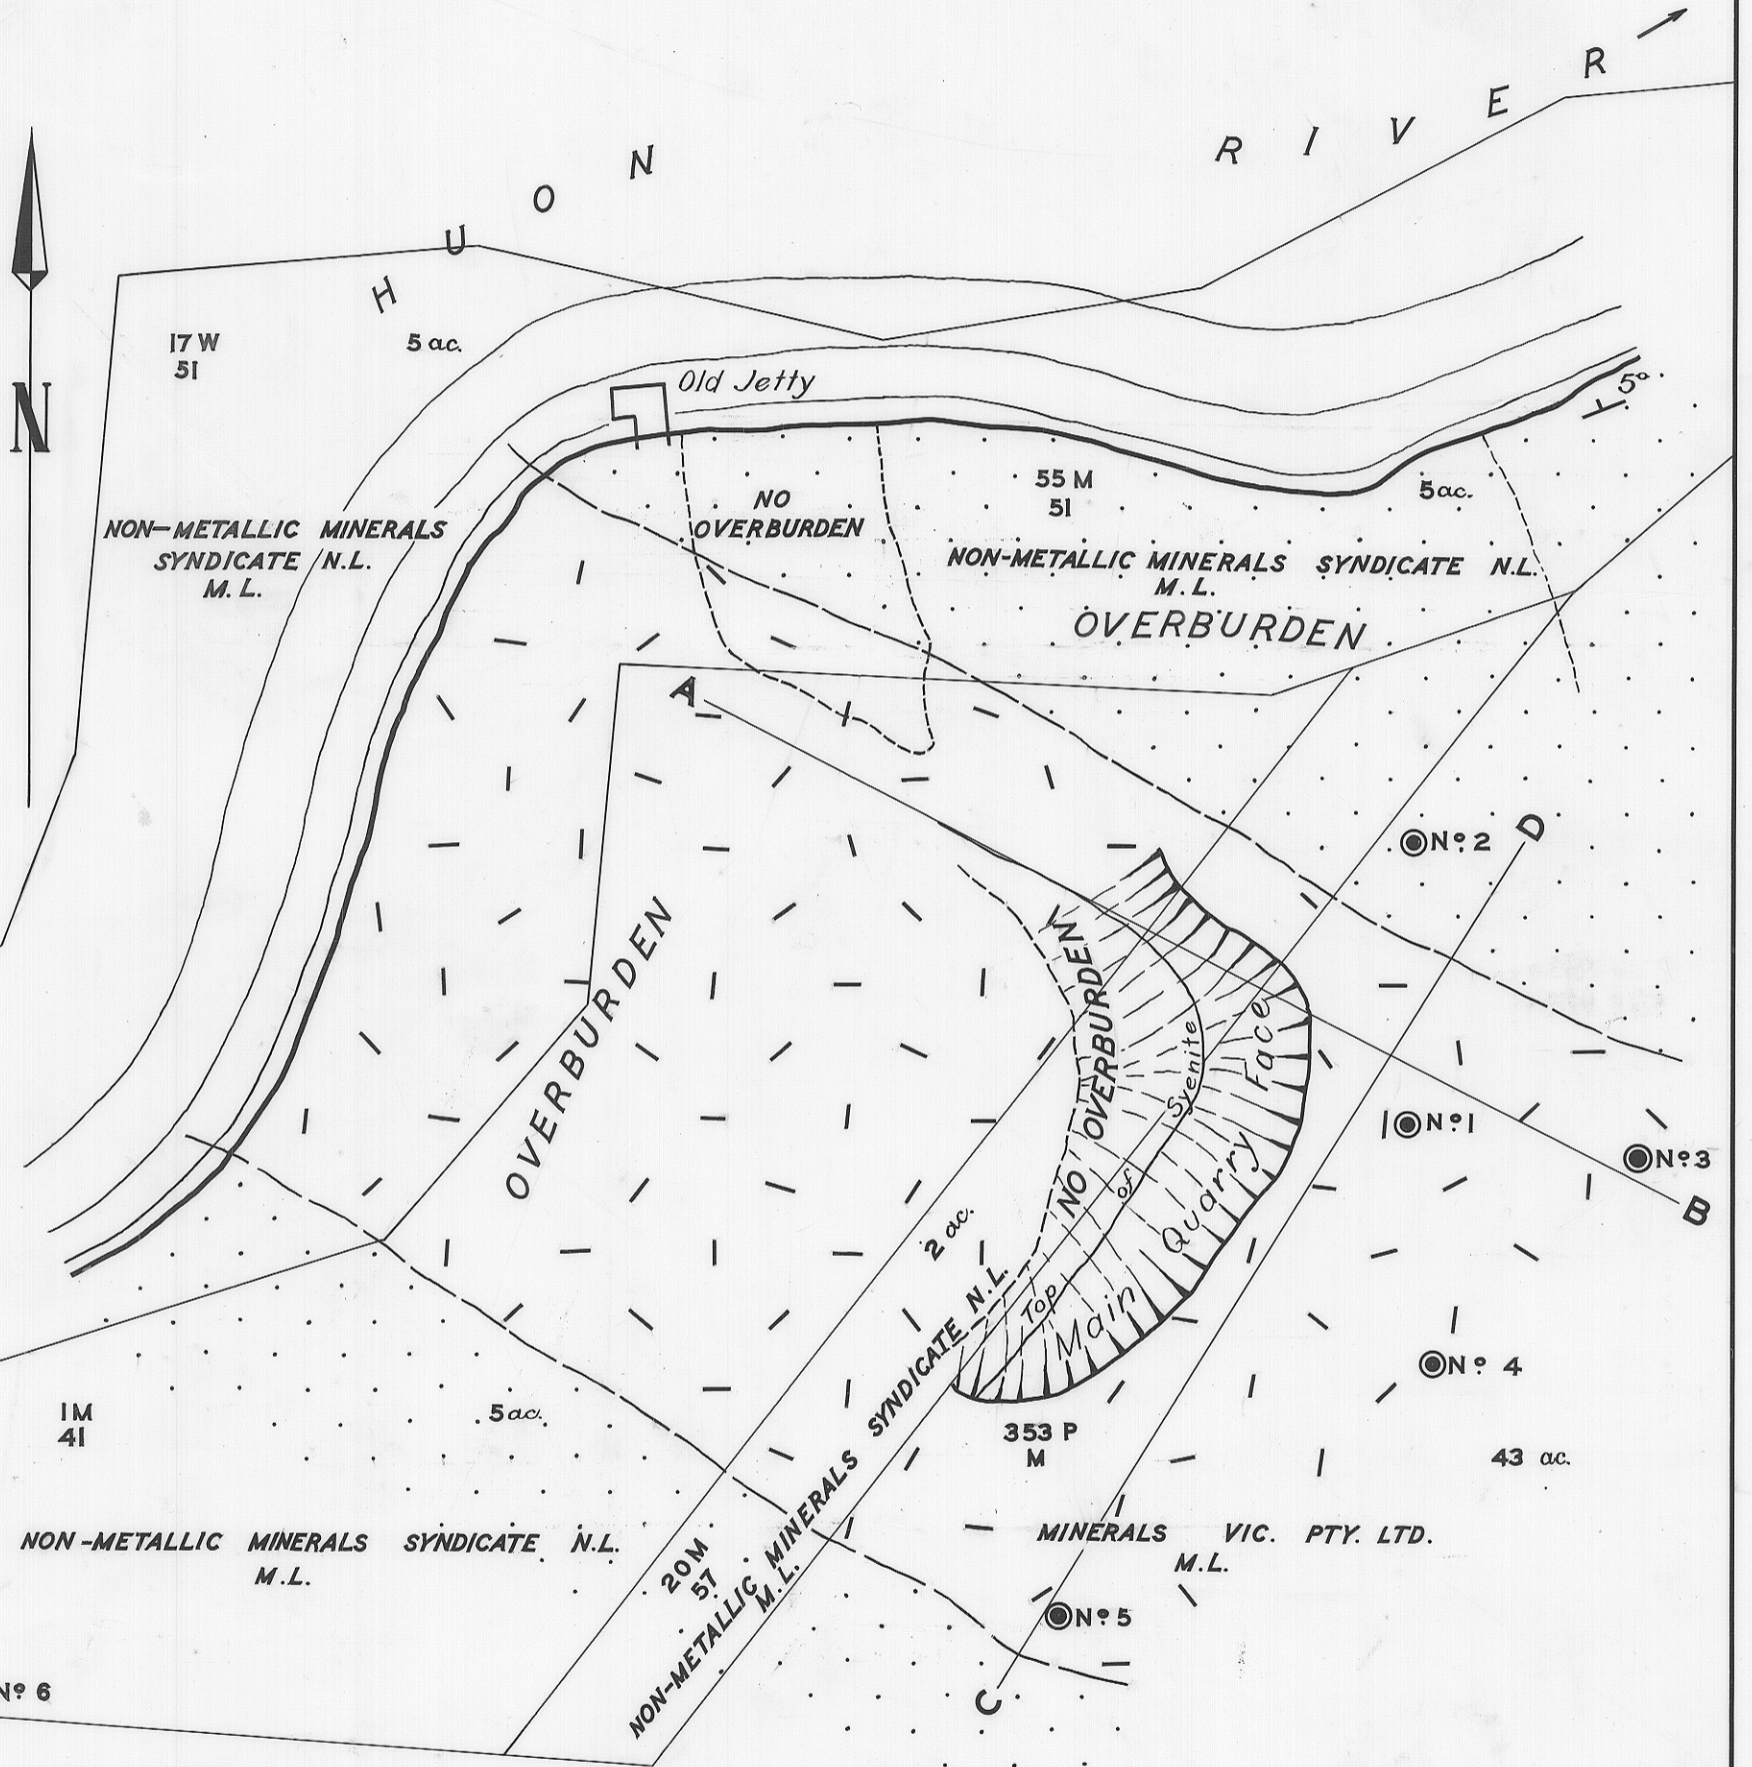 HUON RIVER
N
17 W
51
5 ac.
Old Jetty
5°
NO
OVERBURDEN
55 M
51
5 ac.
NON-METALLIC MINERALS
SYNDICATE N.L.
M.L.
NON-METALLIC MINERALS SYNDICATE N.L.
M.L.
OVERBURDEN
A
Nº 2
D
OVERBURDEN
NO OVERBURDEN
Top of Syenite
Main Quarry Face
Nº 1
Nº 3
B
2 ac.
Nº 4
353 P
M
43 ac.
1M
41
5 ac.
NON-METALLIC MINERALS SYNDICATE N.L.
M.L.
20 M
57
NON-METALLIC MINERALS SYNDICATE N.L.
M.L.
MINERALS VIC. PTY. LTD.
M.L.
Nº 5
C
Nº 6